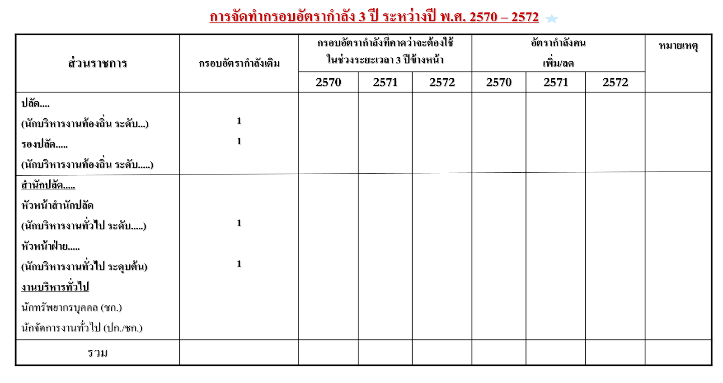 การจัดทำกรอบอัตรากำลัง 3 ปี ระหว่างปี พ.ศ. 2570 – 2572
ส่วนราชการ
กรอบอัตรากำลังเดิม
กรอบอัตรากำลังที่คาดว่าจะต้องใช้
ในช่วงระยะเวลา 3 ปีข้างหน้า
อัตรากำลังคน
เพิ่ม/ลด
หมายเหตุ
2570 2571 2572 2570 2571 2572
ปลัด....
(นักบริหารงานท้องถิ่น ระดับ...) 1
รองปลัด..... 1
(นักบริหารงานท้องถิ่น ระดับ.....)
สำนักปลัด.....
หัวหน้าสำนักปลัด
(นักบริหารงานทั่วไป ระดับ.....) 1
หัวหน้าฝ่าย.....
(นักบริหารงานทั่วไป ระดับต้น) 1
งานบริหารทั่วไป
นักทรัพยากรบุคคล (ชก.)
นักจัดการงานทั่วไป (ปก./ชก.)
รวม